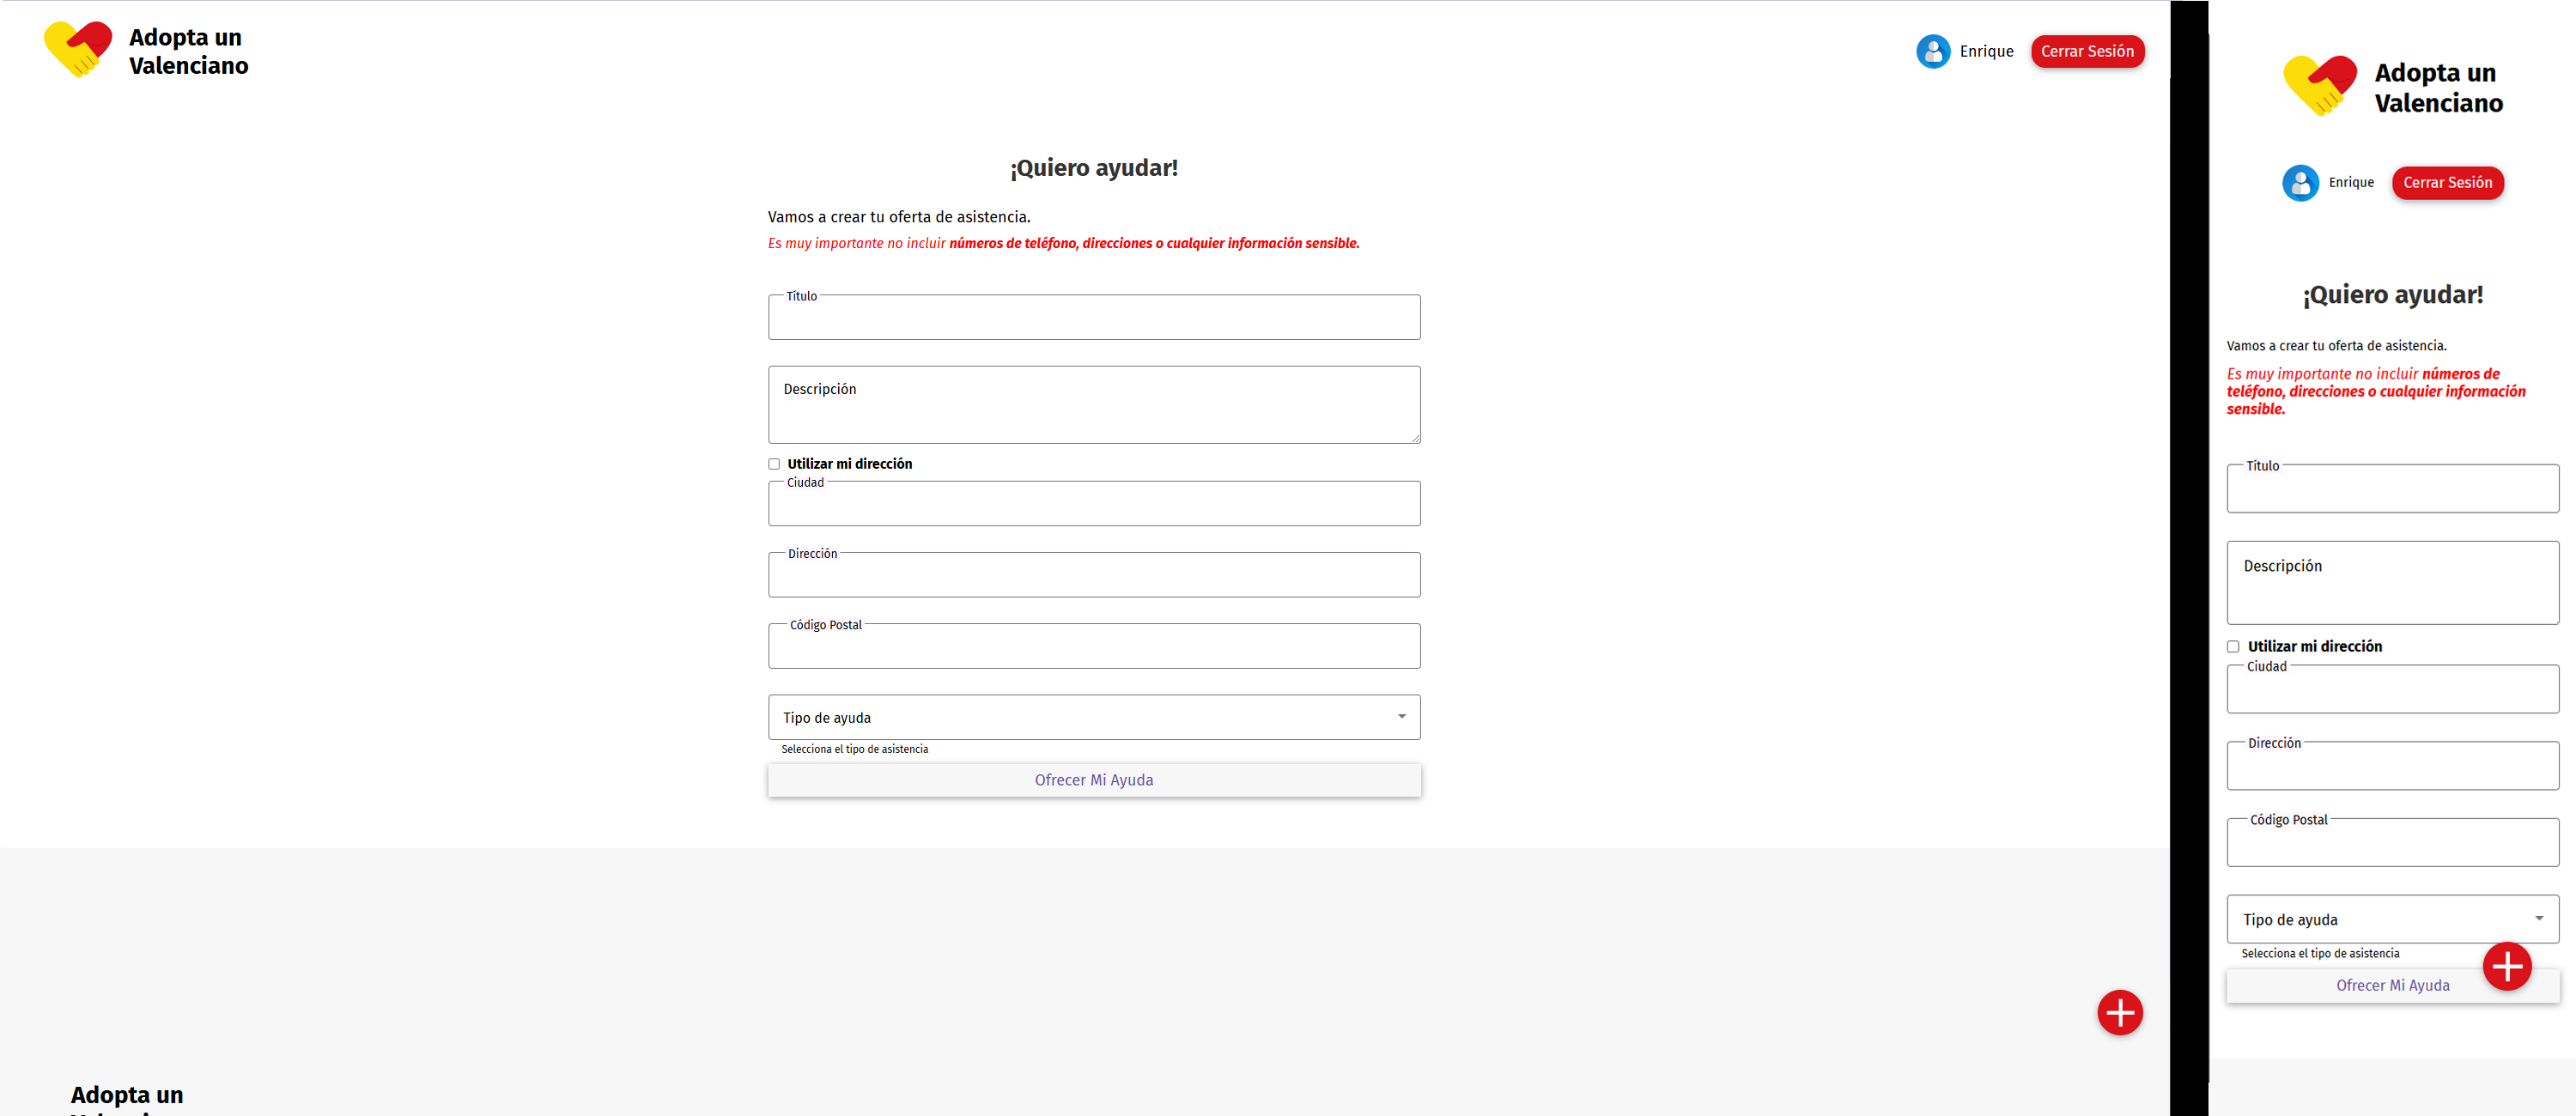 Adopta un
Valenciano
Enrique
Cerrar Sesión
¡Quiero ayudar!
Vamos a crear tu oferta de asistencia.
Es muy importante no incluir números de teléfono, direcciones o cualquier información sensible.
Título
Descripción
Utilizar mi dirección
Ciudad
Dirección
Código Postal
Tipo de ayuda
Selecciona el tipo de asistencia
Ofrecer Mi Ayuda
Adopta un
Adopta un
Valenciano
Enrique
Cerrar Sesión
¡Quiero ayudar!
Vamos a crear tu oferta de asistencia.
Es muy importante no incluir números de
teléfono, direcciones o cualquier información
sensible.
Título
Descripción
Utilizar mi dirección
Ciudad
Dirección
Código Postal
Tipo de ayuda
Selecciona el tipo de asistencia
Ofrecer Mi Ayuda